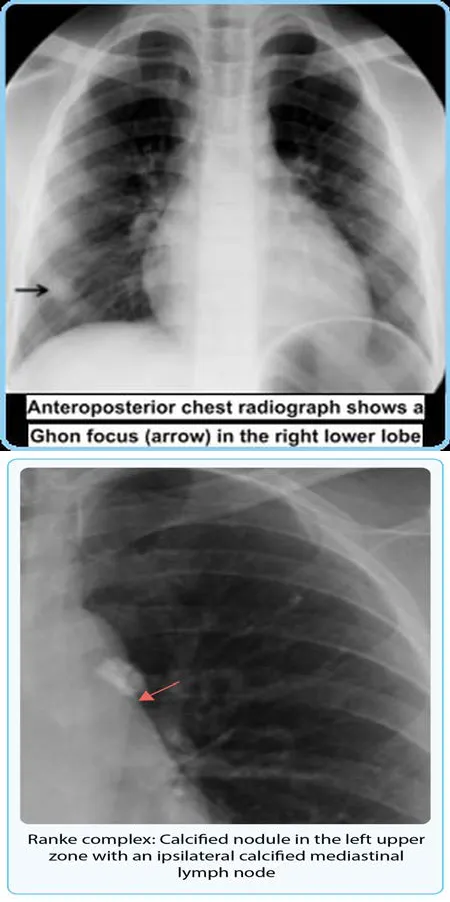 Anteroposterior chest radiograph shows a
Ghon focus (arrow) in the right lower lobe
Ranke complex: Calcified nodule in the left upper
zone with an ipsilateral calcified mediastinal
lymph node